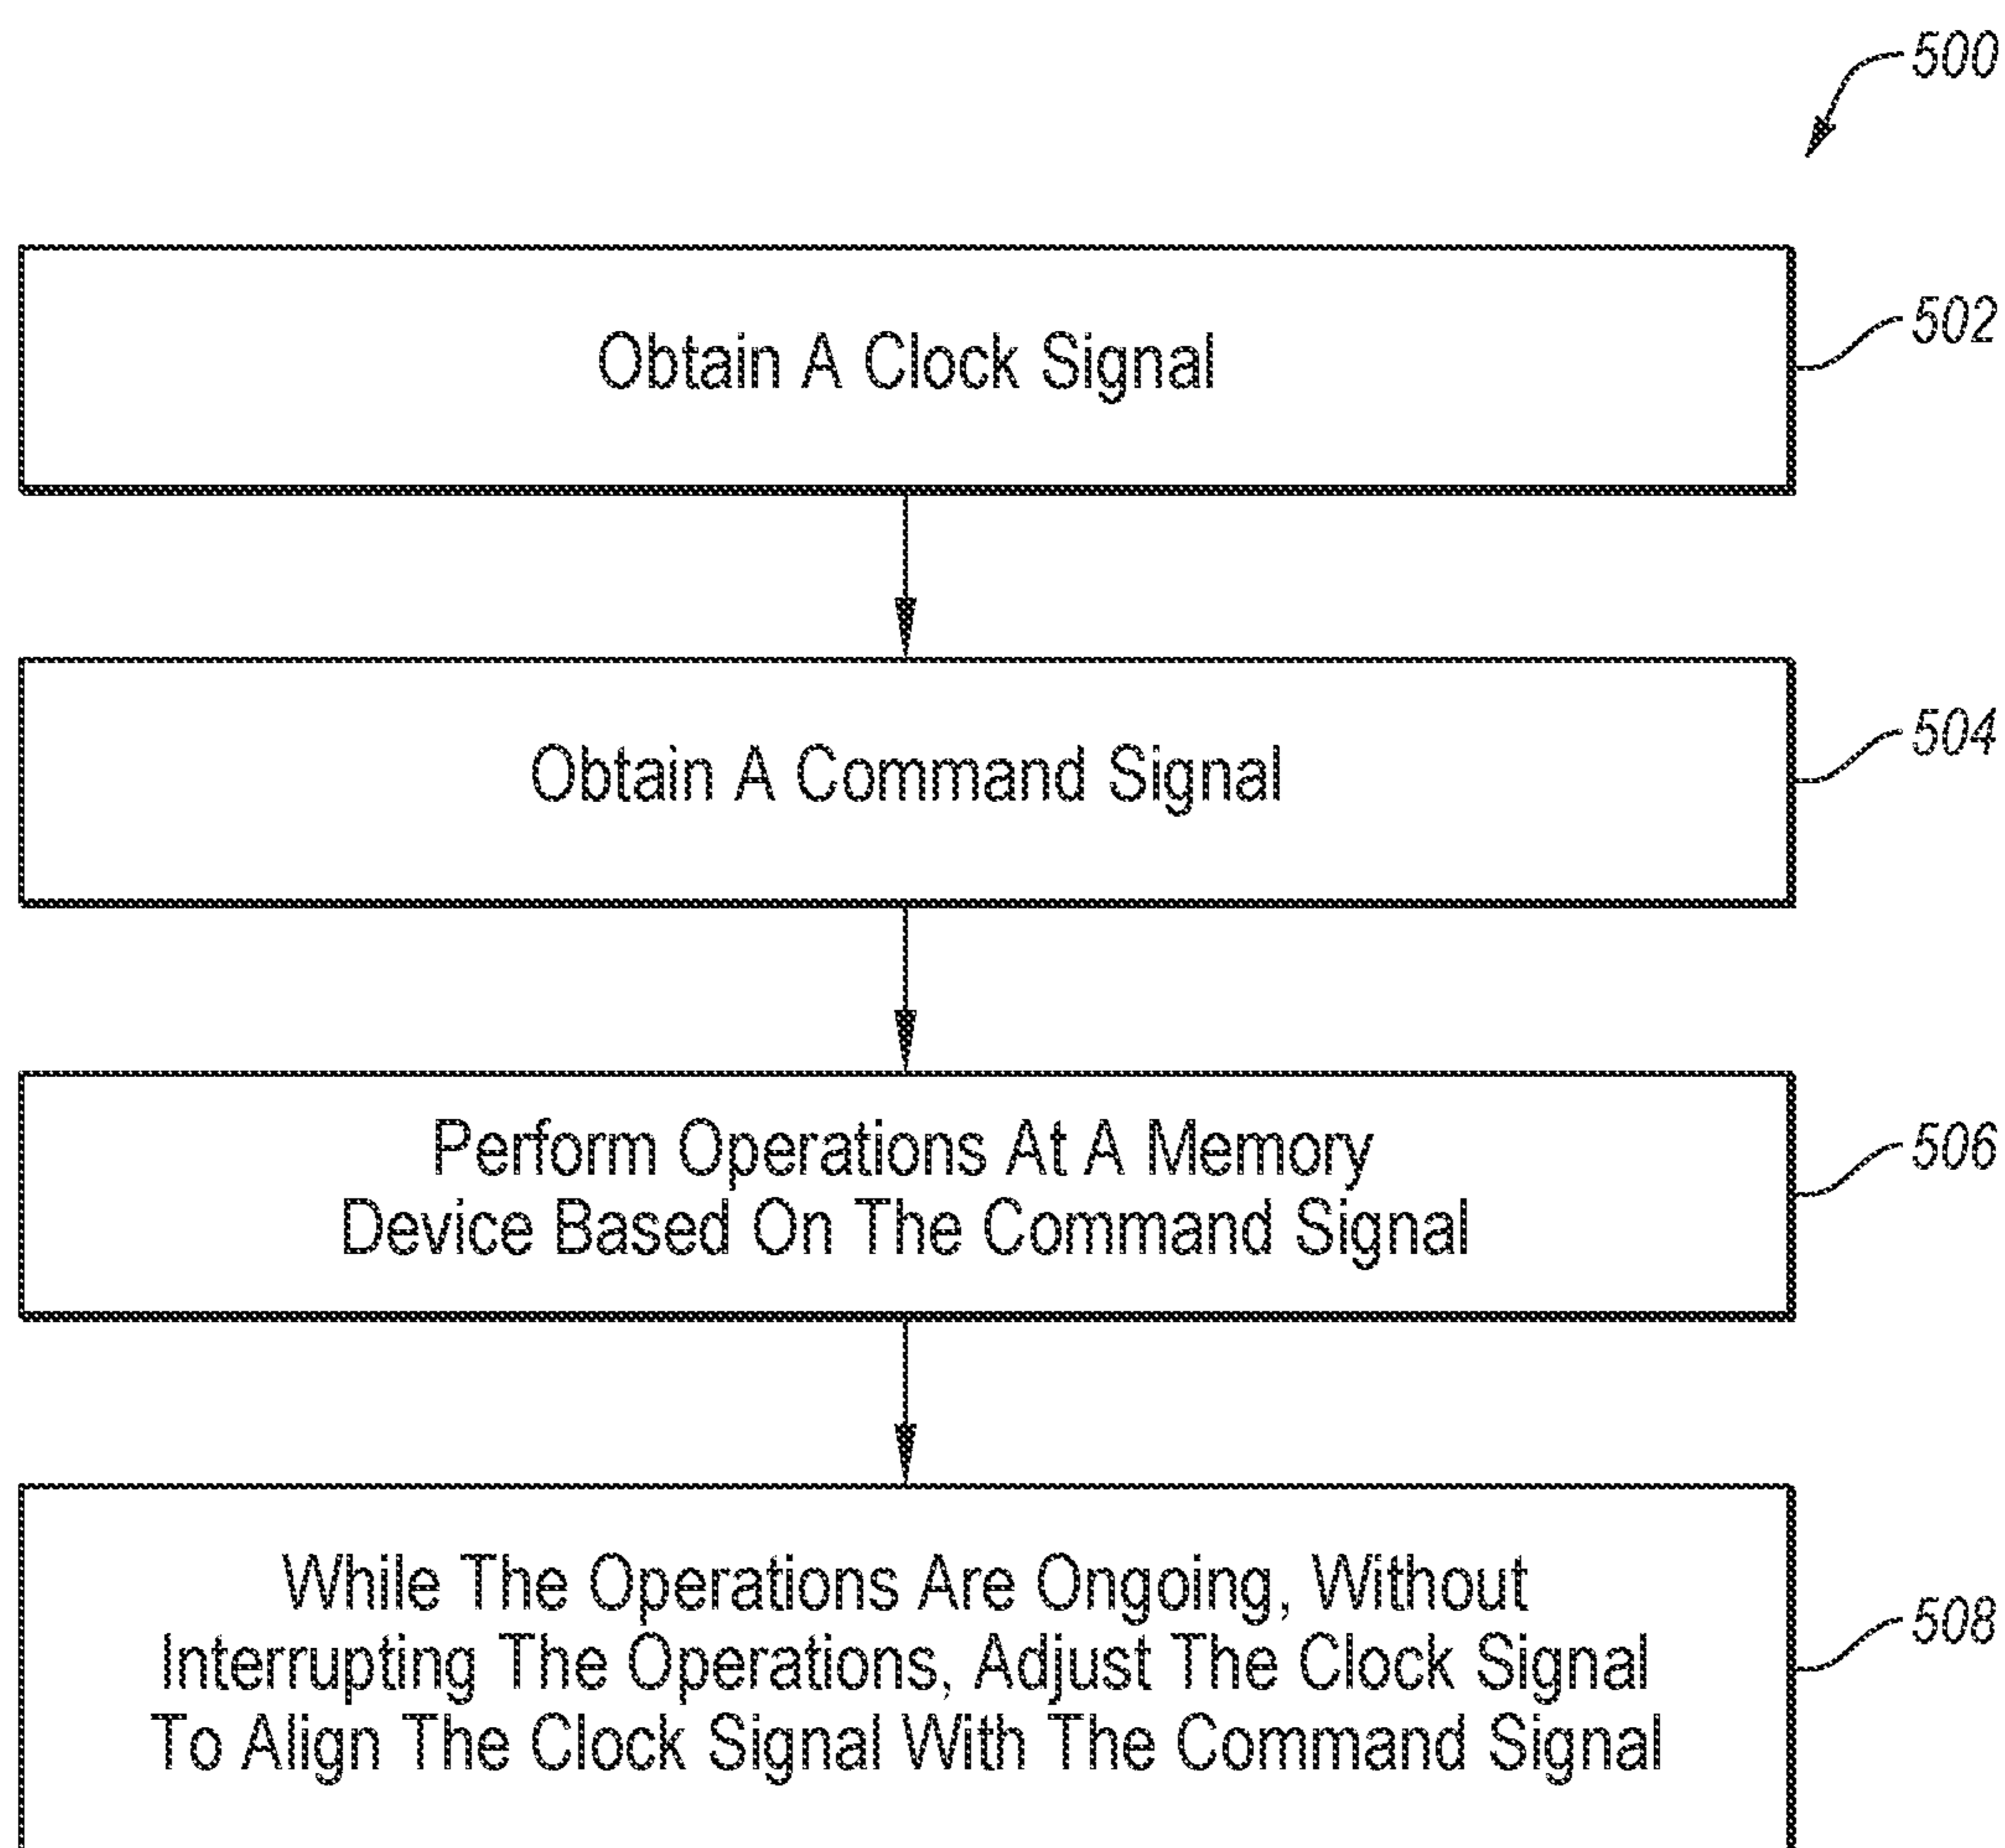 500
Obtain A Clock Signal
502
Obtain A Command Signal
504
Perform Operations At A Memory
Device Based On The Command Signal
506
While The Operations Are Ongoing, Without
Interrupting The Operations, Adjust The Clock Signal
To Align The Clock Signal With The Command Signal
508